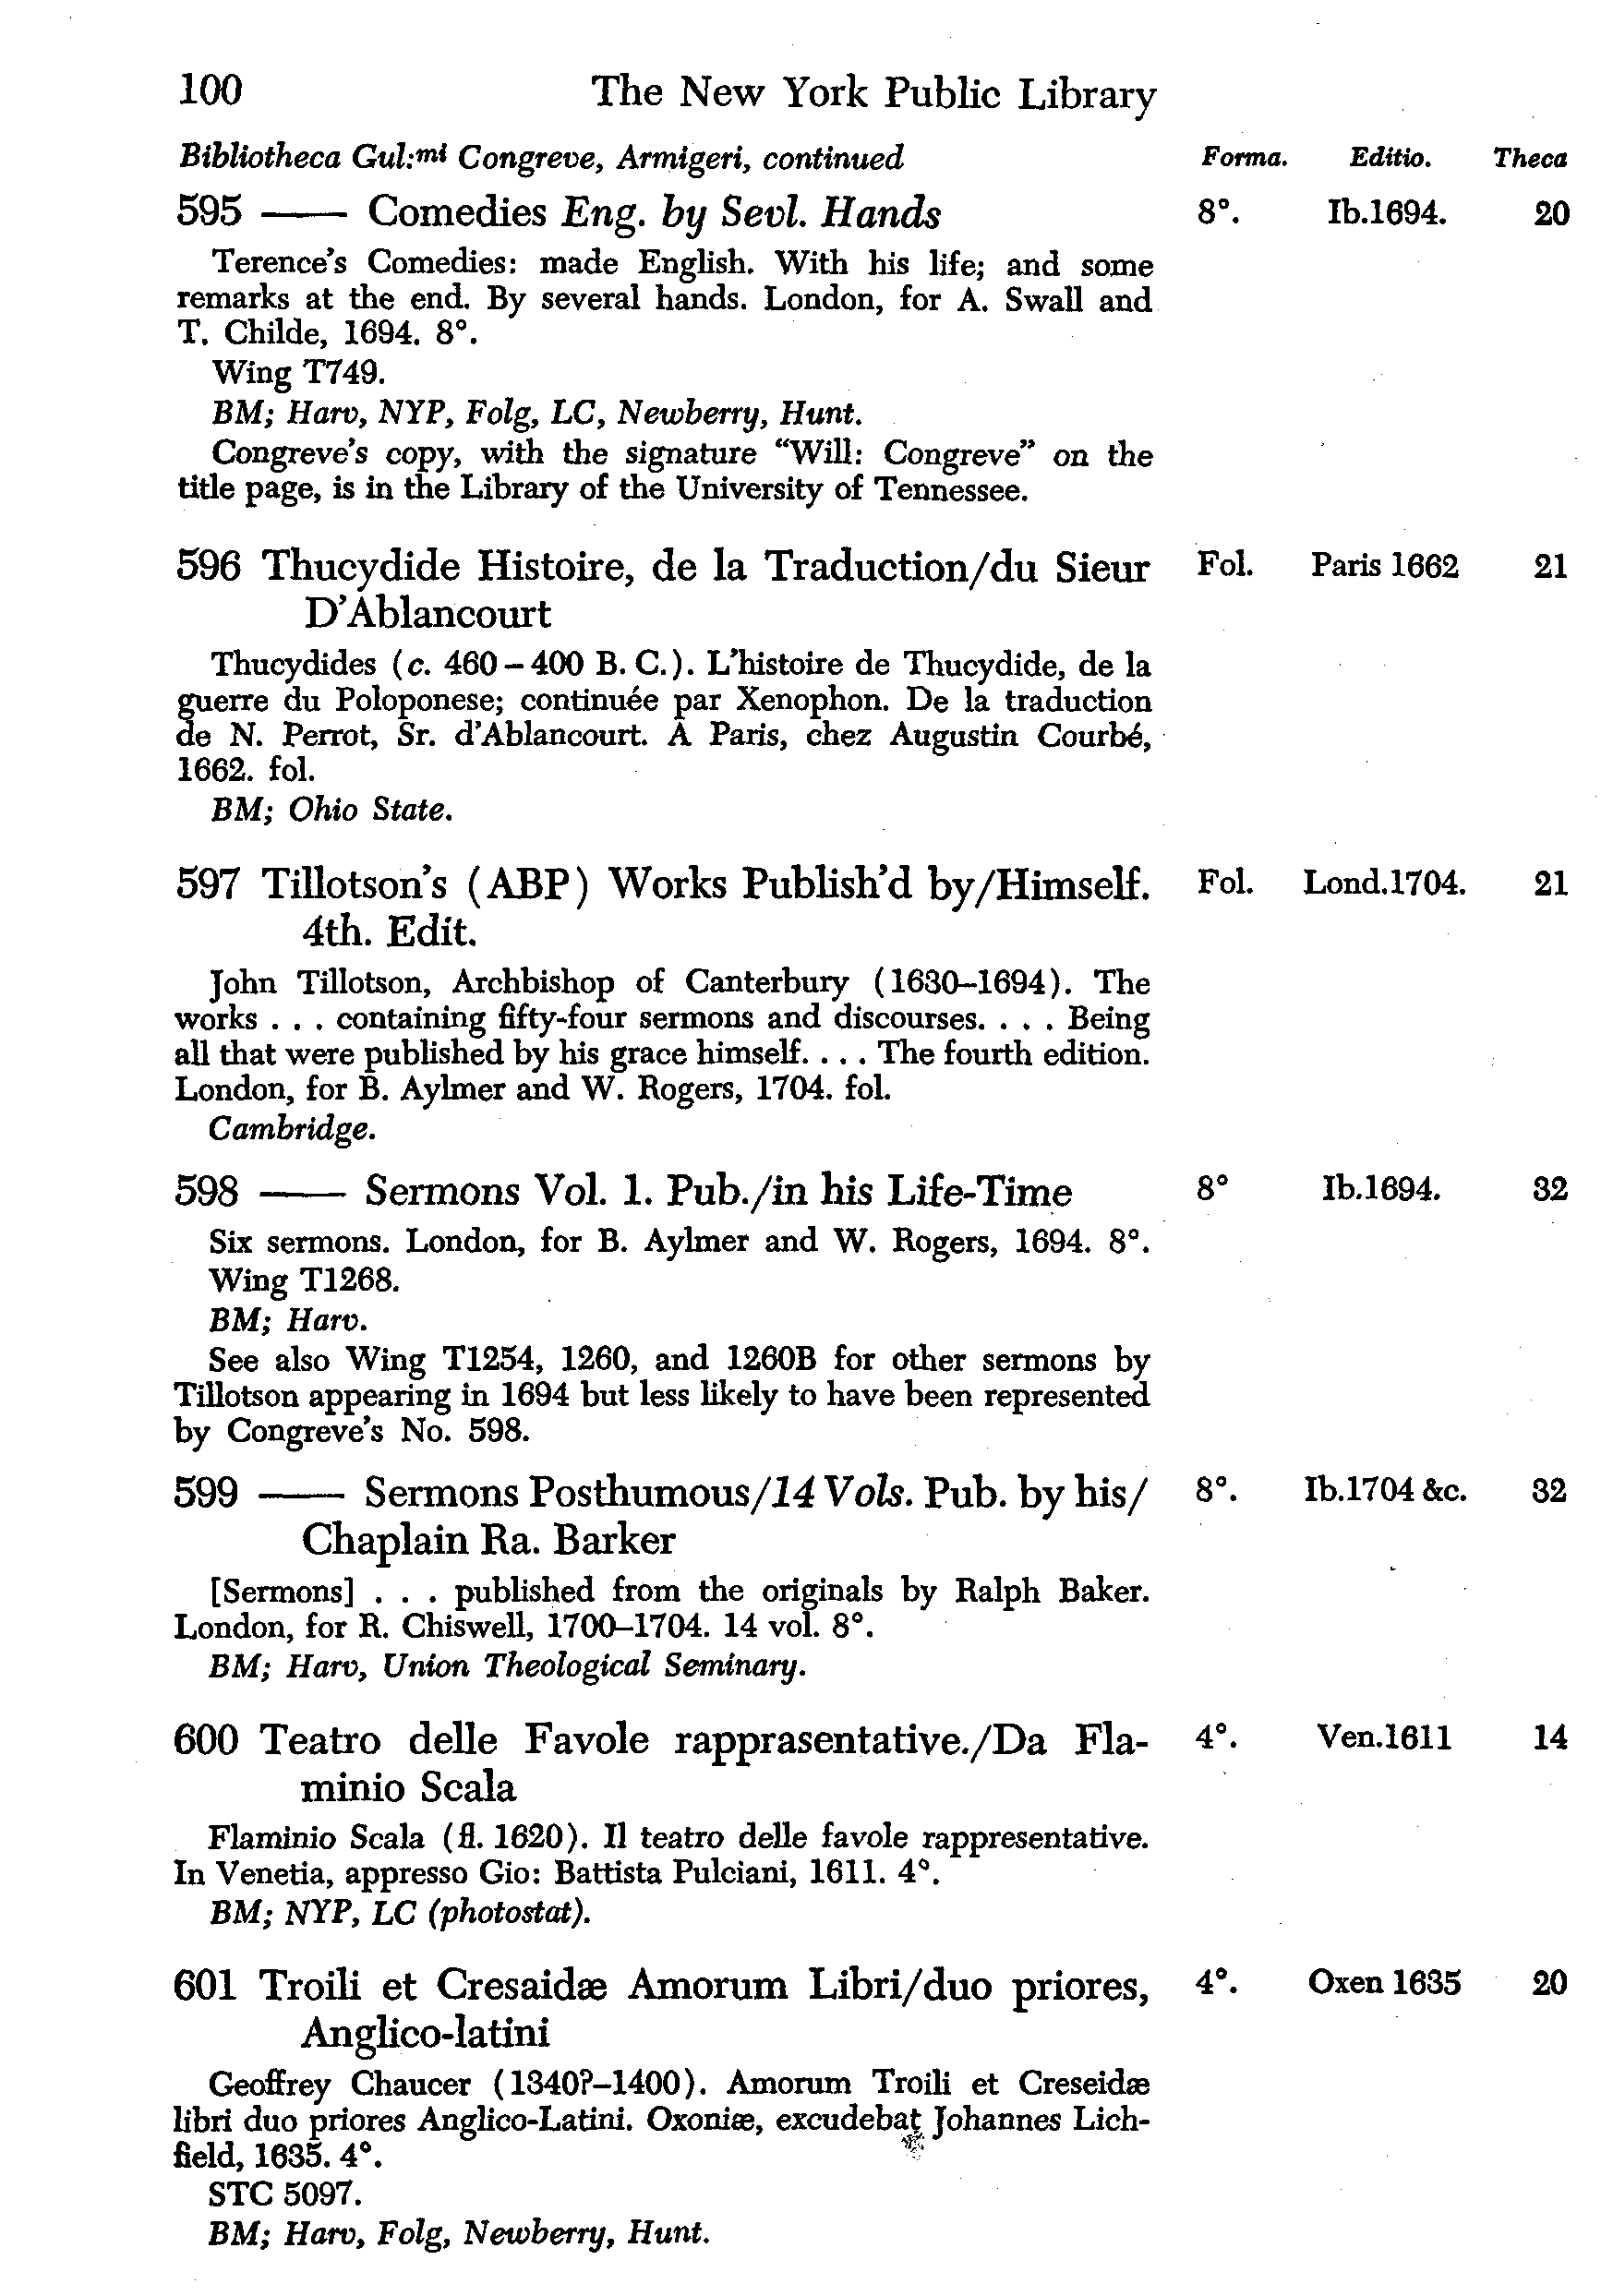 100 The New York Public Library
Bibliotheca Gul:mi Congreve, Armigeri, continued Forma. Editio. Theca
595 —— Comedies Eng. by Sevl. Hands 8°. Ib.1694. 20
Terence's Comedies: made English. With his life; and some
remarks at the end. By several hands. London, for A. Swall and
T. Childe, 1694. 8°.
Wing T749.
BM; Harv, NYP, Folg, LC, Newberry, Hunt.
Congreve's copy, with the signature "Will: Congreve" on the
title page, is in the Library of the University of Tennessee.
596 Thucydide Histoire, de la Traduction/du Sieur Fol. Paris 1662 21
D'Ablancourt
Thucydides (c. 460–400 B. C.). L'histoire de Thucydide, de la
guerre du Poloponese; continuée par Xenophon. De la traduction
de N. Perrot, Sr. d'Ablancourt. A Paris, chez Augustin Courbé,
1662. fol.
BM; Ohio State.
597 Tillotson's (ABP) Works Publish'd by/Himself. Fol. Lond.1704. 21
4th. Edit.
John Tillotson, Archbishop of Canterbury (1630–1694). The
works . . . containing fifty-four sermons and discourses. . . . Being
all that were published by his grace himself. . . . The fourth edition.
London, for B. Aylmer and W. Rogers, 1704. fol.
Cambridge.
598 —— Sermons Vol. 1. Pub./in his Life-Time 8° Ib.1694. 32
Six sermons. London, for B. Aylmer and W. Rogers, 1694. 8°.
Wing T1268.
BM; Harv.
See also Wing T1254, 1260, and 1260B for other sermons by
Tillotson appearing in 1694 but less likely to have been represented
by Congreve's No. 598.
599 —— Sermons Posthumous/14 Vols. Pub. by his/ 8°. Ib.1704 &c. 32
Chaplain Ra. Barker
[Sermons] . . . published from the originals by Ralph Baker.
London, for R. Chiswell, 1700–1704. 14 vol. 8°.
BM; Harv, Union Theological Seminary.
600 Teatro delle Favole rapprasentative./Da Fla- 4°. Ven.1611 14
minio Scala
Flaminio Scala (fl. 1620). Il teatro delle favole rappresentative.
In Venetia, appresso Gio: Battista Pulciani, 1611. 4°.
BM; NYP, LC (photostat).
601 Troili et Cresaidæ Amorum Libri/duo priores, 4°. Oxen 1635 20
Anglico-latini
Geoffrey Chaucer (1340?–1400). Amorum Troili et Creseidæ
libri duo priores Anglico-Latini. Oxoniæ, excudebat Johannes Lich-
field, 1635. 4°.
STC 5097.
BM; Harv, Folg, Newberry, Hunt.